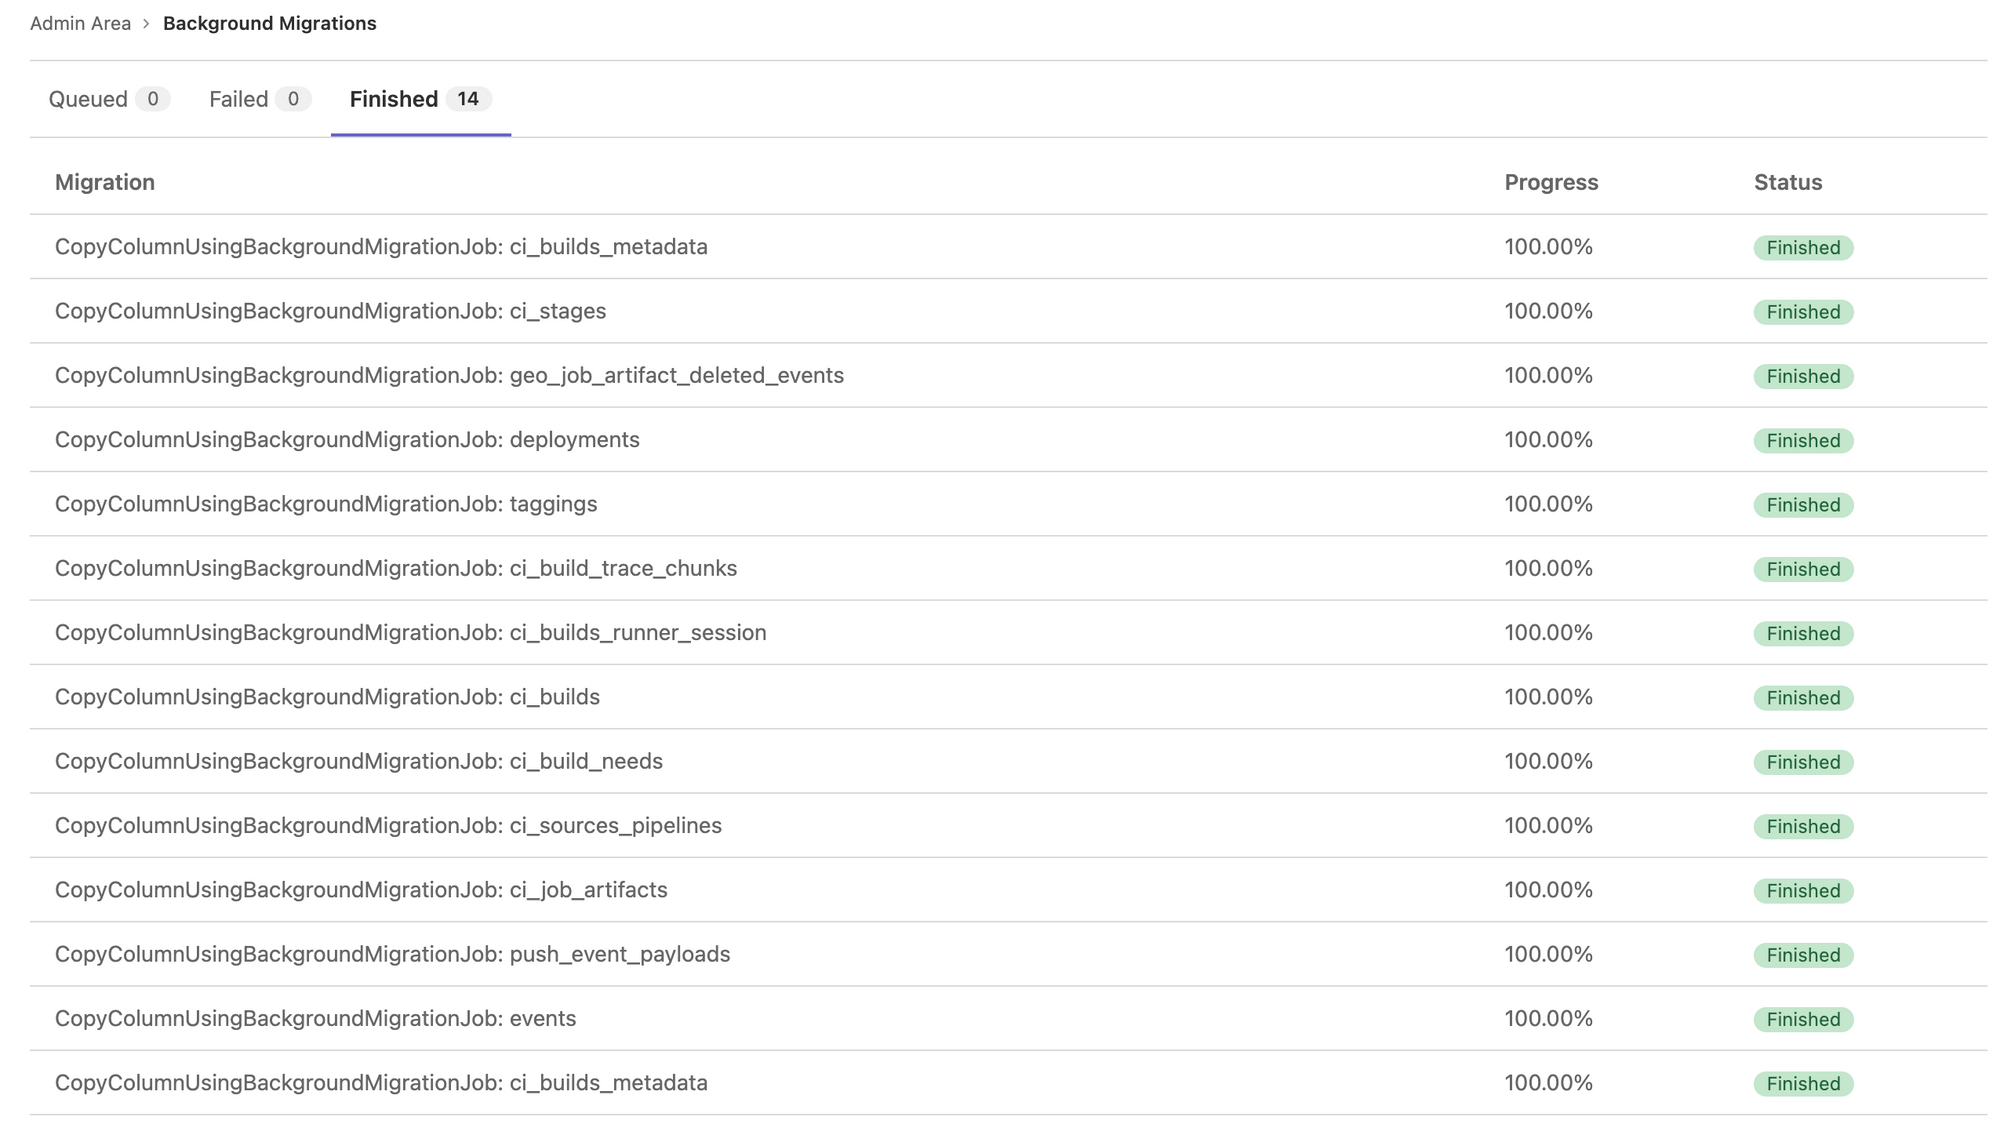 Admin Area › Background Migrations
Queued 0 Failed 0 Finished 14
Migration Progress Status
CopyColumnUsingBackgroundMigrationJob: ci_builds_metadata 100.00% Finished
CopyColumnUsingBackgroundMigrationJob: ci_stages 100.00% Finished
CopyColumnUsingBackgroundMigrationJob: geo_job_artifact_deleted_events 100.00% Finished
CopyColumnUsingBackgroundMigrationJob: deployments 100.00% Finished
CopyColumnUsingBackgroundMigrationJob: taggings 100.00% Finished
CopyColumnUsingBackgroundMigrationJob: ci_build_trace_chunks 100.00% Finished
CopyColumnUsingBackgroundMigrationJob: ci_builds_runner_session 100.00% Finished
CopyColumnUsingBackgroundMigrationJob: ci_builds 100.00% Finished
CopyColumnUsingBackgroundMigrationJob: ci_build_needs 100.00% Finished
CopyColumnUsingBackgroundMigrationJob: ci_sources_pipelines 100.00% Finished
CopyColumnUsingBackgroundMigrationJob: ci_job_artifacts 100.00% Finished
CopyColumnUsingBackgroundMigrationJob: push_event_payloads 100.00% Finished
CopyColumnUsingBackgroundMigrationJob: events 100.00% Finished
CopyColumnUsingBackgroundMigrationJob: ci_builds_metadata 100.00% Finished